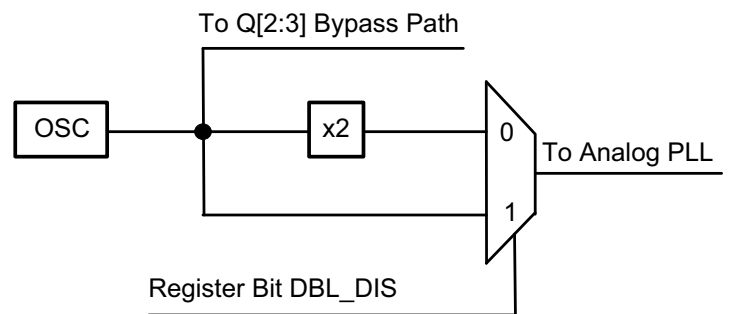 To Q[2:3] Bypass Path
OSC
x2
0
To Analog PLL
1
Register Bit DBL_DIS